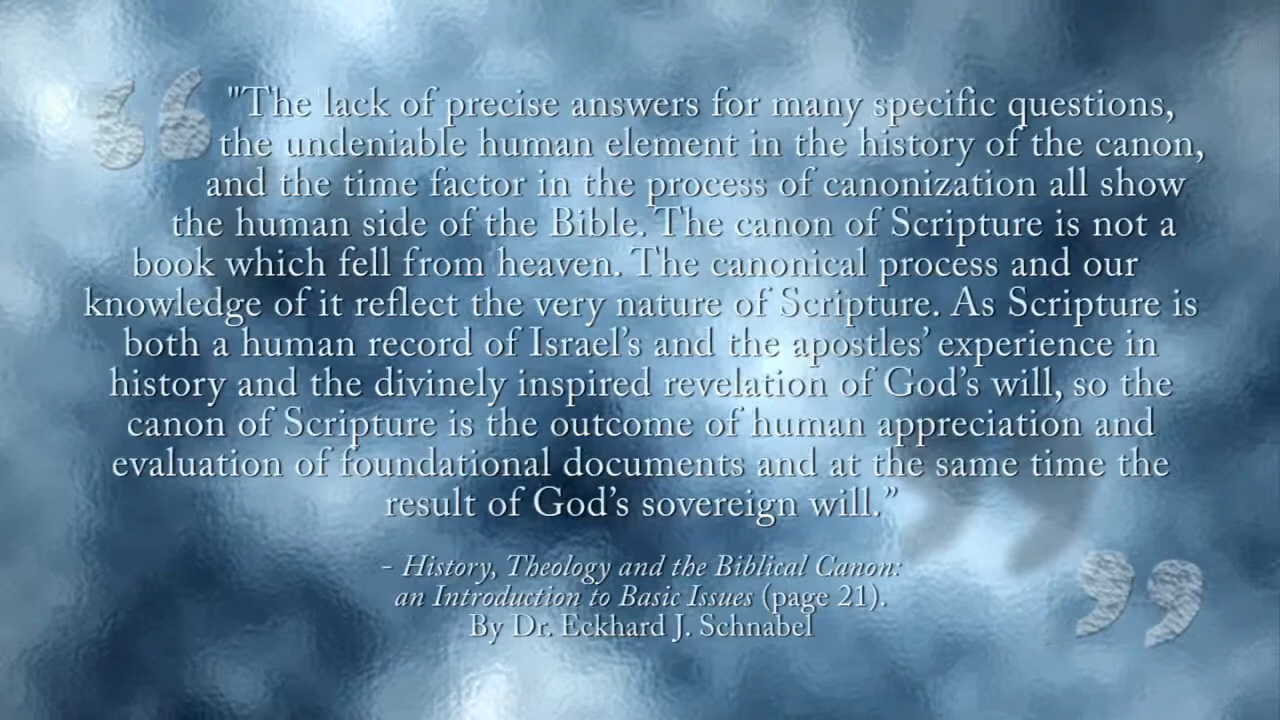 "The lack of precise answers for many specific questions,
the undeniable human element in the history of the canon,
and the time factor in the process of canonization all show
the human side of the Bible. The canon of Scripture is not a
book which fell from heaven. The canonical process and our
knowledge of it reflect the very nature of Scripture. As Scripture is
both a human record of Israel’s and the apostles’ experience in
history and the divinely inspired revelation of God’s will, so the
canon of Scripture is the outcome of human appreciation and
evaluation of foundational documents and at the same time the
result of God’s sovereign will.”
- History, Theology and the Biblical Canon:
an Introduction to Basic Issues (page 21).
By Dr. Eckhard J. Schnabel